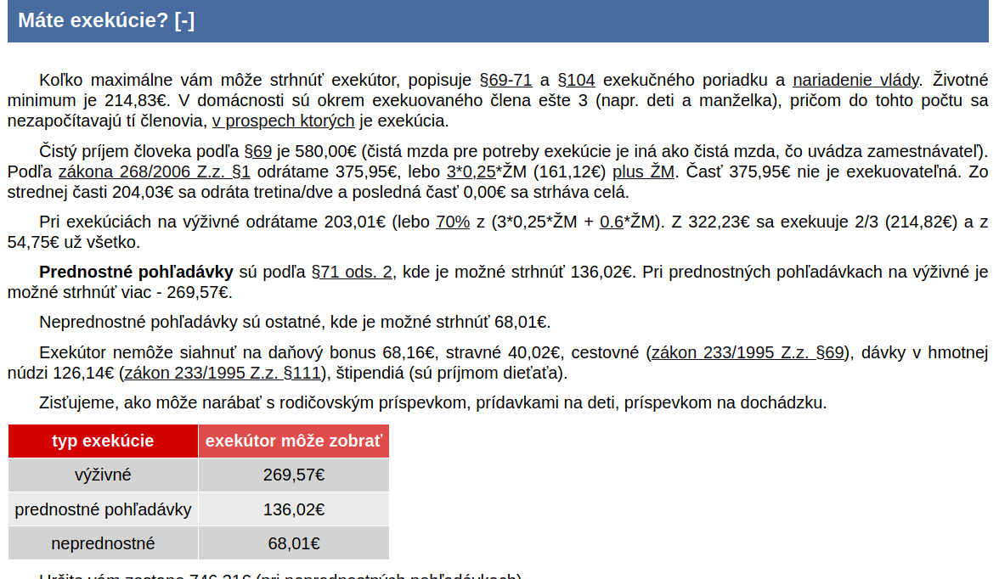 Máte exekúcie? [-]
Koľko maximálne vám môže strhnúť exekútor, popisuje §69-71 a §104 exekučného poriadku a nariadenie vlády. Životné
minimum je 214,83€. V domácnosti sú okrem exekuovaného člena ešte 3 (napr. deti a manželka), pričom do tohto počtu sa
nezapočítavajú tí členovia, v prospech ktorých je exekúcia.
Čistý príjem človeka podľa §69 je 580,00€ (čistá mzda pre potreby exekúcie je iná ako čistá mzda, čo uvádza zamestnávateľ).
Podľa zákona 268/2006 Z.z. §1 odrátame 375,95€, lebo 3*0,25*ŽM (161,12€) plus ŽM. Časť 375,95€ nie je exekuovateľná. Zo
strednej časti 204,03€ sa odráta tretina/dve a posledná časť 0,00€ sa strháva celá.
Pri exekúciách na výživné odrátame 203,01€ (lebo 70% z (3*0,25*ŽM + 0.6*ŽM). Z 322,23€ sa exekuuje 2/3 (214,82€) a z
54,75€ už všetko.
Prednostné pohľadávky sú podľa §71 ods. 2, kde je možné strhnúť 136,02€. Pri prednostných pohľadávkach na výživné je
možné strhnúť viac - 269,57€.
Neprednostné pohľadávky sú ostatné, kde je možné strhnúť 68,01€.
Exekútor nemôže siahnuť na daňový bonus 68,16€, stravné 40,02€, cestovné (zákon 233/1995 Z.z. §69), dávky v hmotnej
núdzi 126,14€ (zákon 233/1995 Z.z. §111), štipendiá (sú príjmom dieťaťa).
Zisťujeme, ako môže narábať s rodičovským príspevkom, prídavkami na deti, príspevkom na dochádzku.
typ exekúcie exekútor môže zobrať
výživné 269,57€
prednostné pohľadávky 136,02€
neprednostné 68,01€